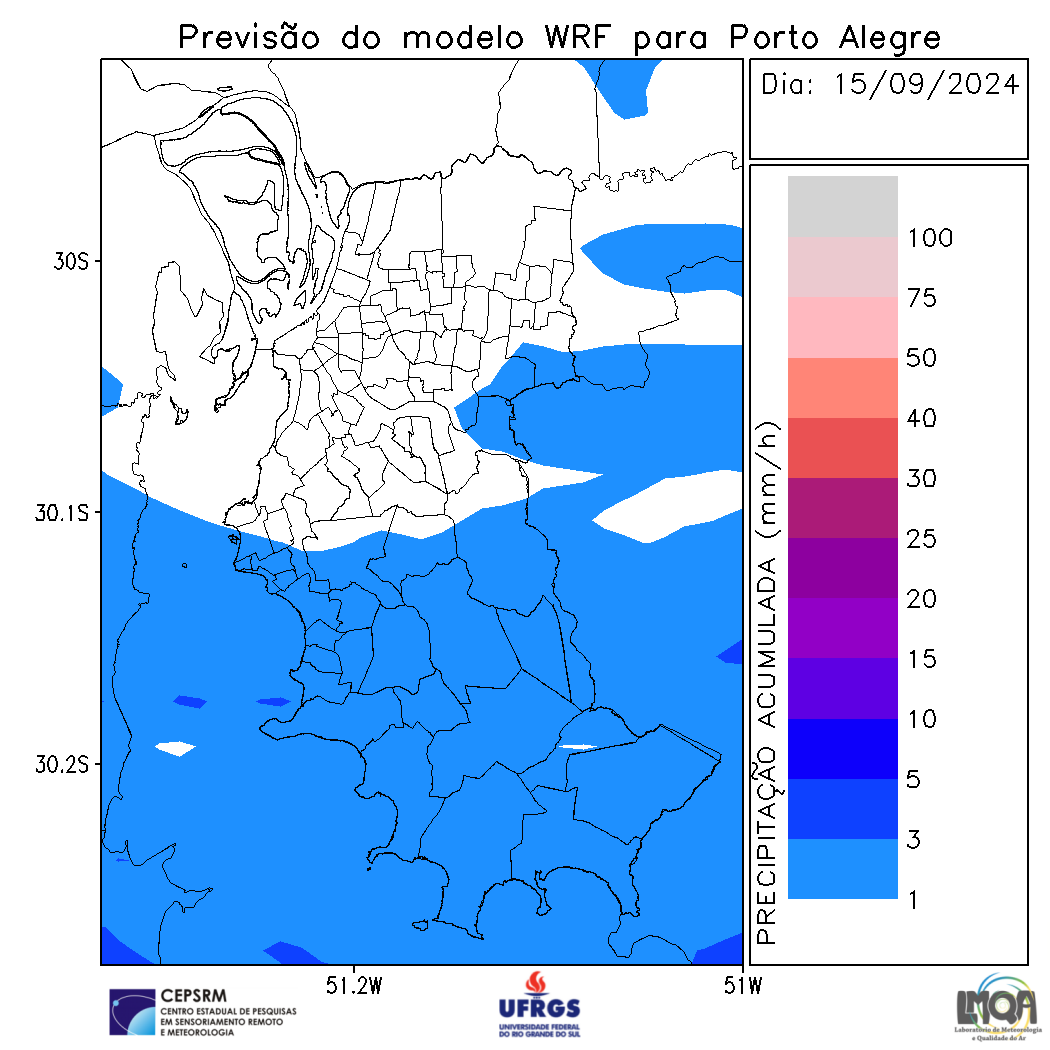 Previsão do modelo WRF para Porto Alegre
Dia: 15/09/2024
30S
30.1S
30.2S
51.2W
51W
PRECIPITAÇÃO ACUMULADA (mm/h)
100
75
50
40
30
25
20
15
10
5
3
1
CEPSRM
CENTRO ESTADUAL DE PESQUISAS
EM SENSORIAMENTO REMOTO
E METEOROLOGIA
UFRGS
UNIVERSIDADE FEDERAL
DO RIO GRANDE DO SUL
LMQA
Laboratório de Meteorologia
e Qualidade do Ar